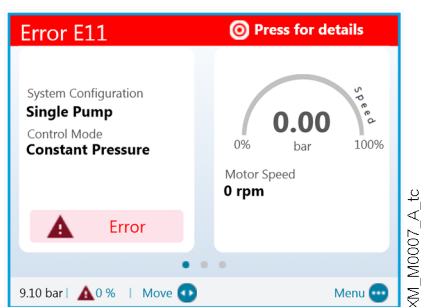 Error E11
Press for details
System Configuration
Single Pump
Control Mode
Constant Pressure
Error
Speed
0.00
0%
bar
100%
Motor Speed
0 rpm
9.10 bar | 0 % | Move
Menu
XM_M0007_A_tc